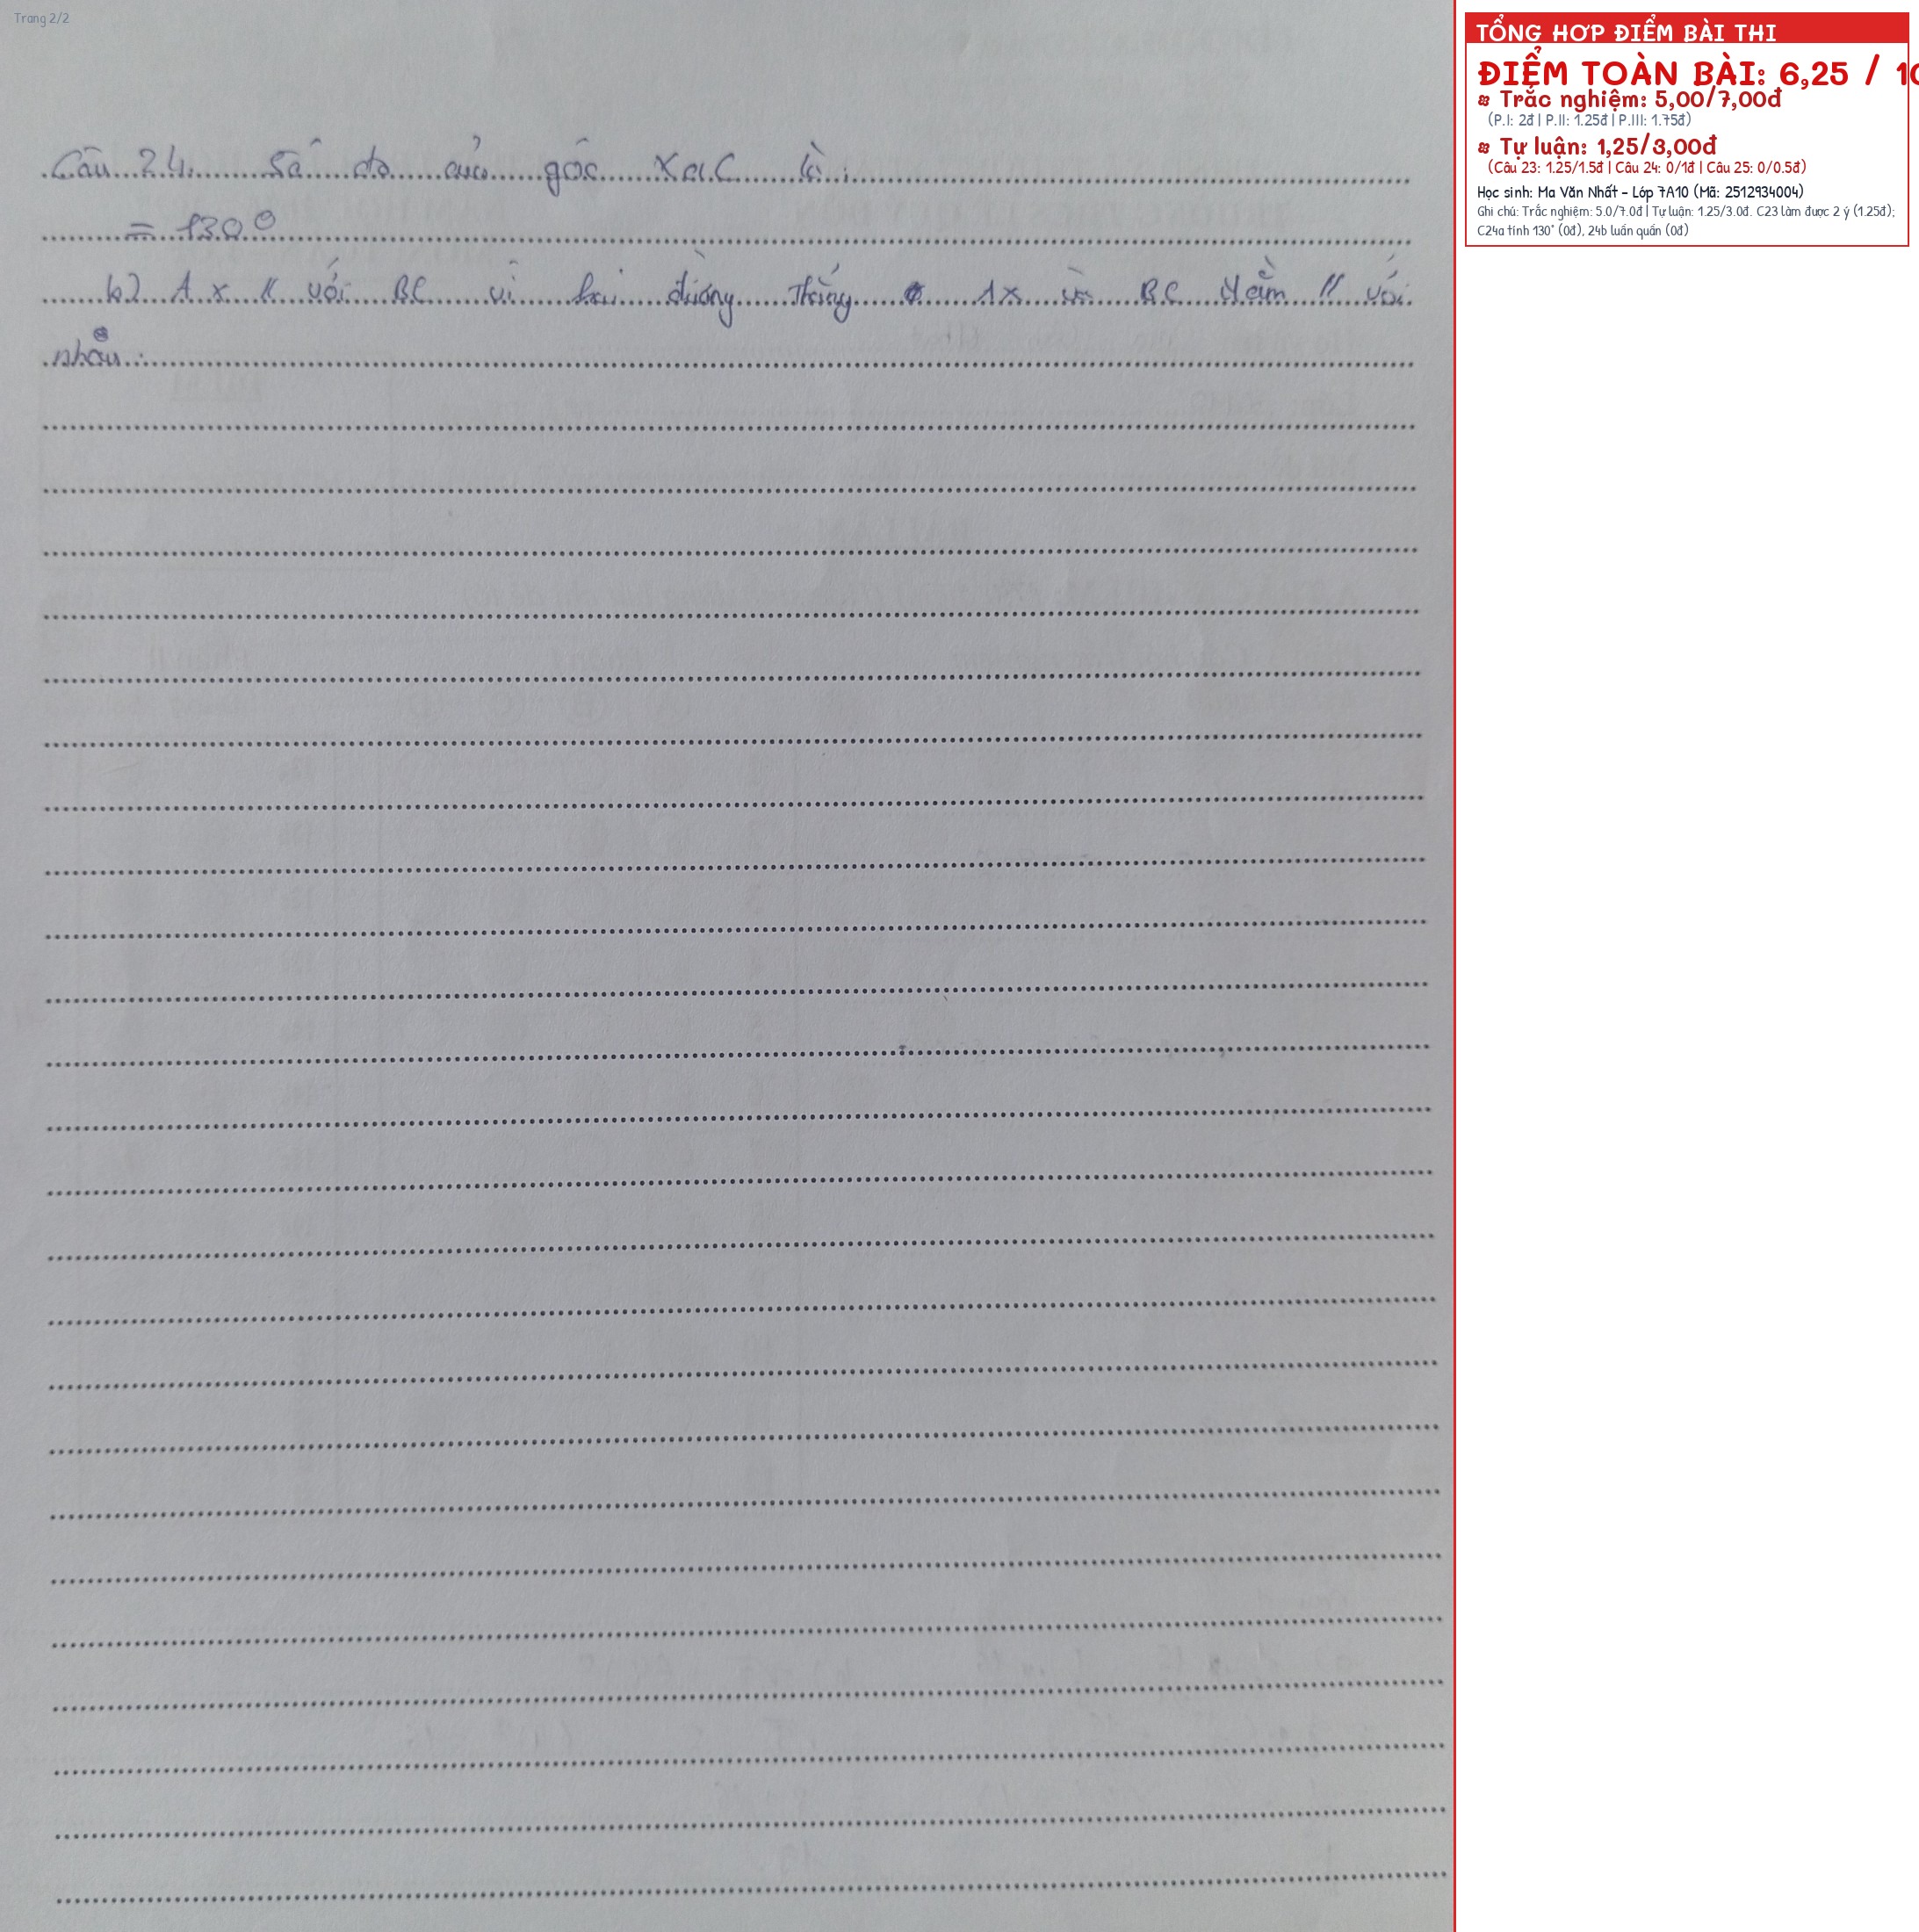 Trang 2/2
Câu 24. Số đo của góc XaC là:
= 130°
b) Ax // với BC vì hai đường thẳng Ax và BC nằm // với
nhau.
TỔNG HỢP ĐIỂM BÀI THI
ĐIỂM TOÀN BÀI: 6,25 / 10
Trắc nghiệm: 5,00/7,00đ
(P.I: 2đ | P.II: 1.25đ | P.III: 1.75đ)
Tự luận: 1,25/3,00đ
(Câu 23: 1.25/1.5đ | Câu 24: 0/1đ | Câu 25: 0/0.5đ)
Học sinh: Ma Văn Nhất - Lớp 7A10 (Mã: 2512934004)
Ghi chú: Trắc nghiệm: 5.0/7.0đ | Tự luận: 1.25/3.0đ. C23 làm được 2 ý (1.25đ);
C24a tính 130° (0đ), 24b luẩn quẩn (0đ)